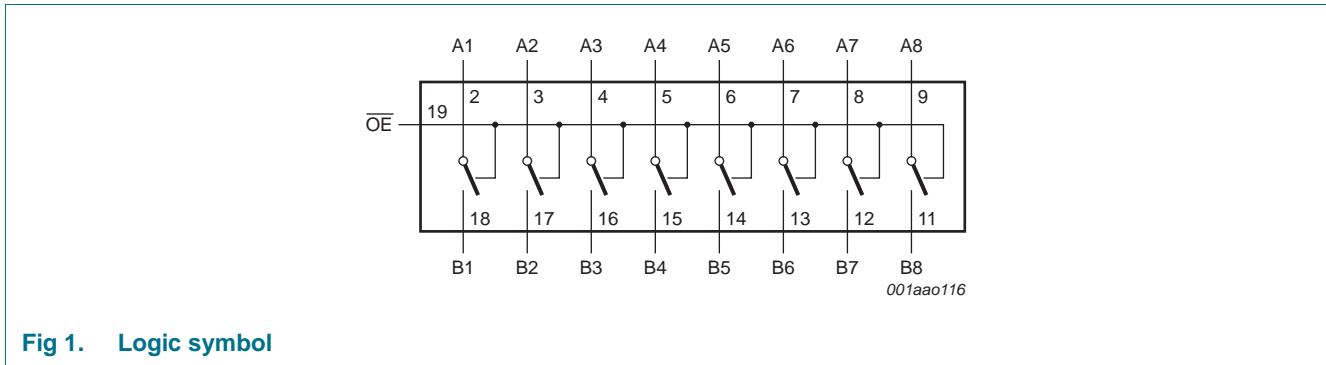 A1 A2 A3 A4 A5 A6 A7 A8
2 3 4 5 6 7 8 9
19
O̅E̅
18 17 16 15 14 13 12 11
B1 B2 B3 B4 B5 B6 B7 B8
001aao116
Fig 1. Logic symbol